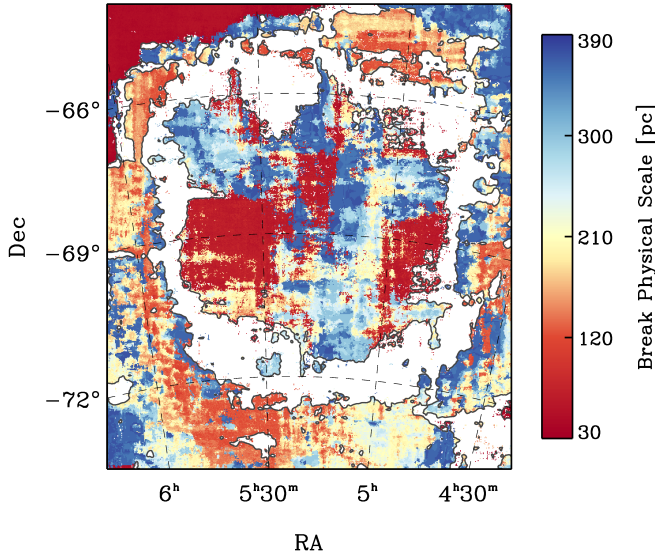 −66°
−69°
−72°
Dec
6ʰ
5ʰ30ᵐ
5ʰ
4ʰ30ᵐ
RA
390
300
210
120
30
Break Physical Scale [pc]